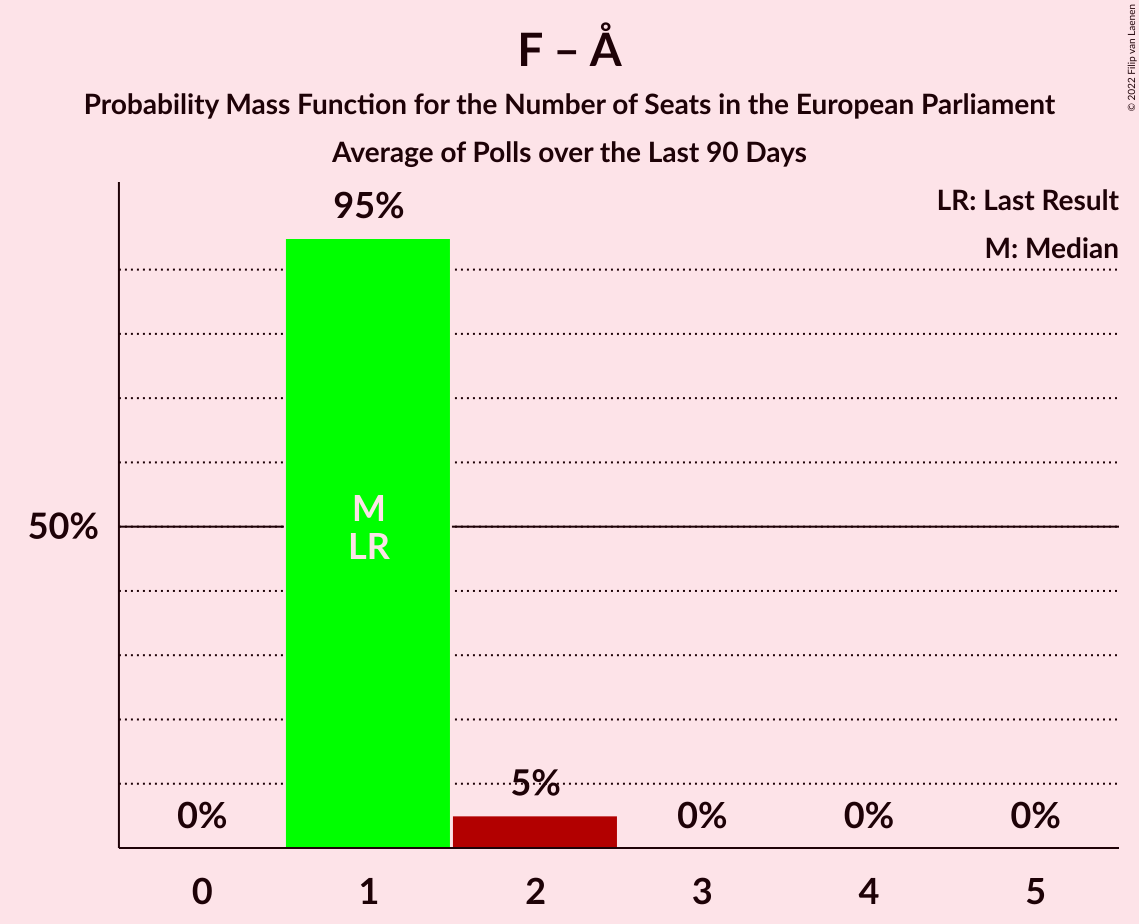 F – Å
Probability Mass Function for the Number of Seats in the European Parliament
Average of Polls over the Last 90 Days
© 2022 Filip van Laenen
LR: Last Result
M: Median
95%
M
LR
50%
5%
0%
0%
0%
0%
0
1
2
3
4
5